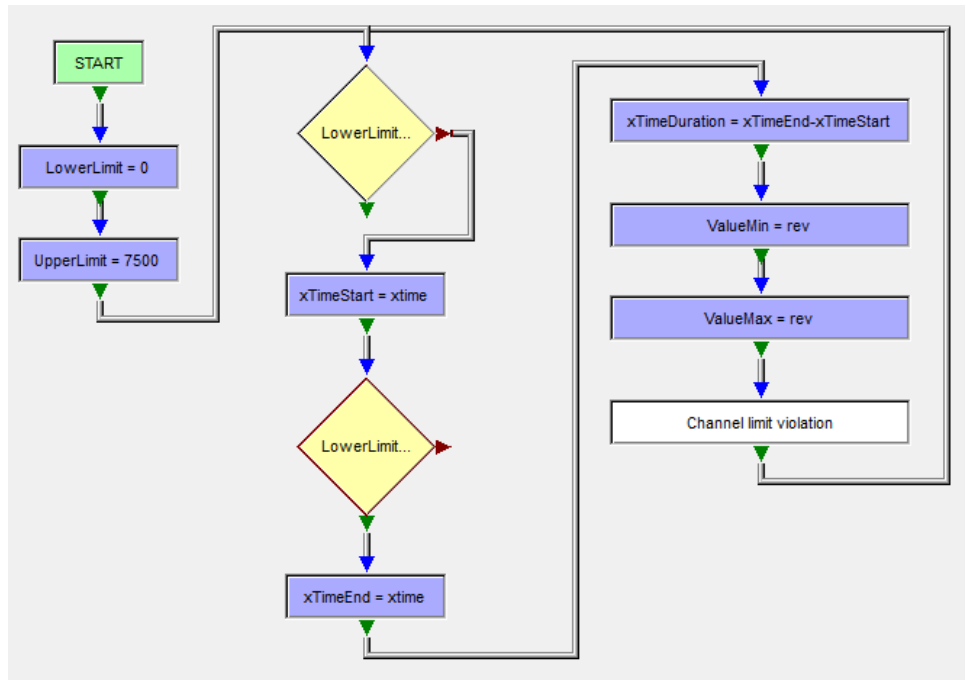 START
LowerLimit = 0
UpperLimit = 7500
LowerLimit...
xTimeStart = xtime
LowerLimit...
xTimeEnd = xtime
xTimeDuration = xTimeEnd-xTimeStart
ValueMin = rev
ValueMax = rev
Channel limit violation